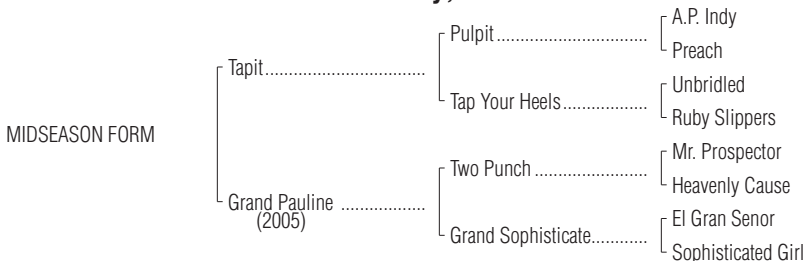 A.P. Indy
Pulpit
Preach
Tapit
Unbridled
Tap Your Heels
Ruby Slippers
MIDSEASON FORM
Mr. Prospector
Two Punch
Heavenly Cause
Grand Pauline
(2005)
El Gran Senor
Grand Sophisticate
Sophisticated Girl